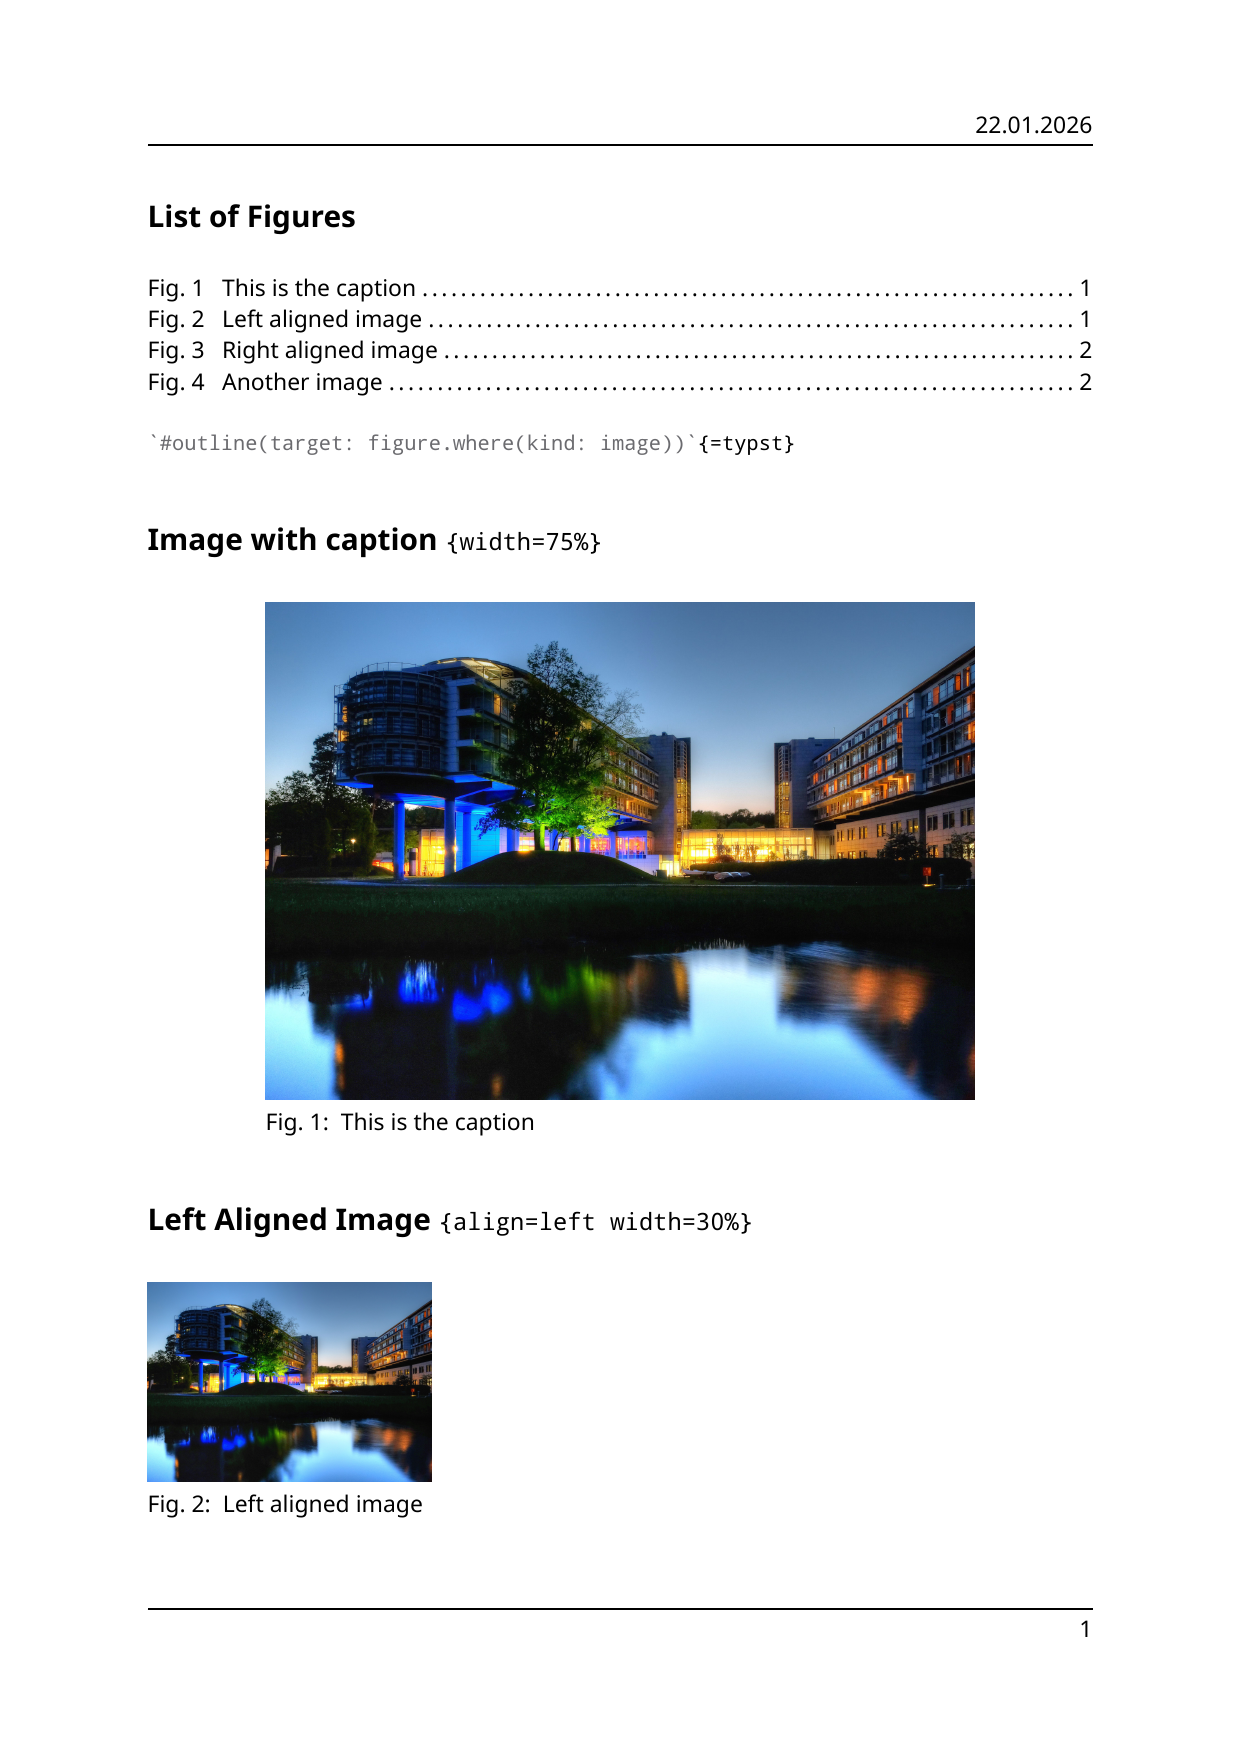 22.01.2026
List of Figures
Fig. 1 This is the caption ........................................................................ 1
Fig. 2 Left aligned image ....................................................................... 1
Fig. 3 Right aligned image ..................................................................... 2
Fig. 4 Another image ............................................................................ 2
`#outline(target: figure.where(kind: image))`{=typst}
Image with caption {width=75%}
Fig. 1: This is the caption
Left Aligned Image {align=left width=30%}
Fig. 2: Left aligned image
1